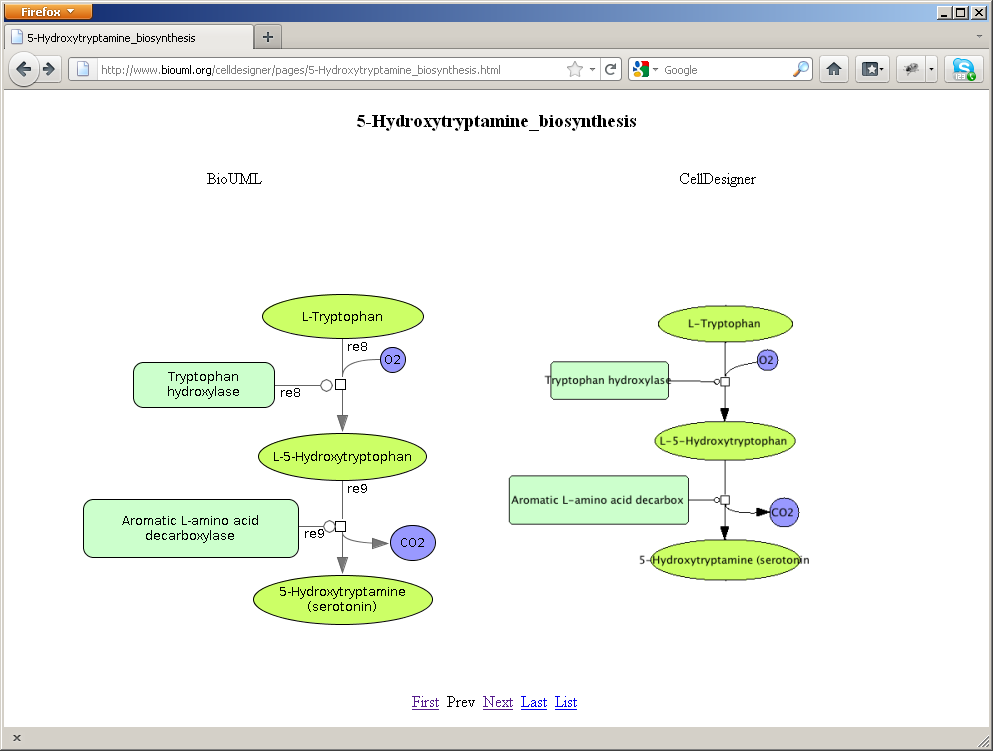 Firefox
5-Hydroxytryptamine_biosynthesis
http://www.biouml.org/celldesigner/pages/5-Hydroxytryptamine_biosynthesis.html
Google
5-Hydroxytryptamine_biosynthesis
BioUML
CellDesigner
L-Tryptophan
re8
O2
Tryptophan
hydroxylase
re8
L-5-Hydroxytryptophan
re9
Aromatic L-amino acid
decarboxylase
re9
CO2
5-Hydroxytryptamine
(serotonin)
L-Tryptophan
O2
Tryptophan hydroxylase
L-5-Hydroxytryptophan
Aromatic L-amino acid decarbox
CO2
5-Hydroxytryptamine (serotonin
First Prev Next Last List